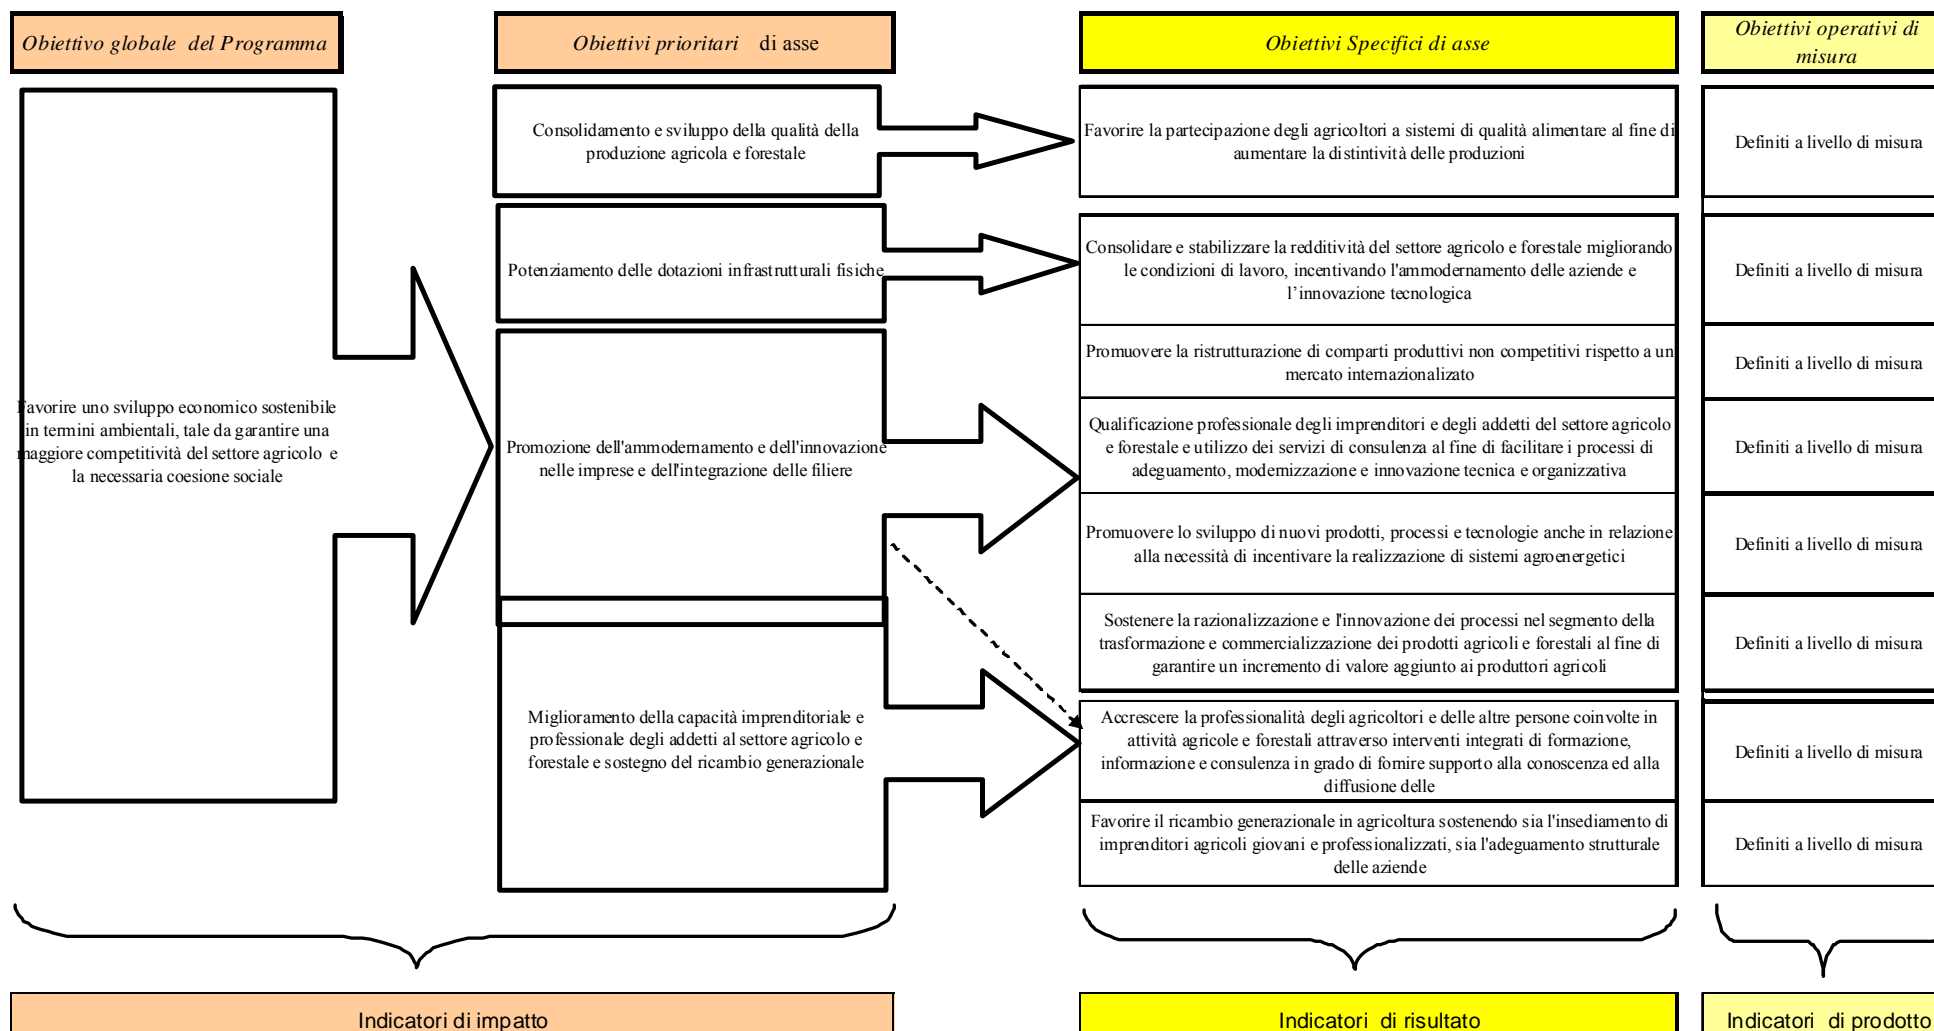 Obiettivo globale del Programma
Obiettivi prioritari di asse
Obiettivi Specifici di asse
Obiettivi operativi di
misura
Favorire uno sviluppo economico sostenibile
in termini ambientali, tale da garantire una
maggiore competitività del settore agricolo e
la necessaria coesione sociale
Consolidamento e sviluppo della qualità della
produzione agricola e forestale
Potenziamento delle dotazioni infrastrutturali fisiche
Promozione dell'ammodernamento e dell'innovazione
nelle imprese e dell'integrazione delle filiere
Miglioramento della capacità imprenditoriale e
professionale degli addetti al settore agricolo e
forestale e sostegno del ricambio generazionale
Favorire la partecipazione degli agricoltori a sistemi di qualità alimentare al fine di
aumentare la distintività delle produzioni
Consolidare e stabilizzare la redditività del settore agricolo e forestale migliorando
le condizioni di lavoro, incentivando l'ammodernamento delle aziende e
l’innovazione tecnologica
Promuovere la ristrutturazione di comparti produttivi non competitivi rispetto a un
mercato internazionalizato
Qualificazione professionale degli imprenditori e degli addetti del settore agricolo
e forestale e utilizzo dei servizi di consulenza al fine di facilitare i processi di
adeguamento, modernizzazione e innovazione tecnica e organizzativa
Promuovere lo sviluppo di nuovi prodotti, processi e tecnologie anche in relazione
alla necessità di incentivare la realizzazione di sistemi agroenergetici
Sostenere la razionalizzazione e l'innovazione dei processi nel segmento della
trasformazione e commercializzazione dei prodotti agricoli e forestali al fine di
garantire un incremento di valore aggiunto ai produttori agricoli
Accrescere la professionalità degli agricoltori e delle altre persone coinvolte in
attività agricole e forestali attraverso interventi integrati di formazione,
informazione e consulenza in grado di fornire supporto alla conoscenza ed alla
diffusione delle
Favorire il ricambio generazionale in agricoltura sostenendo sia l'insediamento di
imprenditori agricoli giovani e professionalizzati, sia l'adeguamento strutturale
delle aziende
Definiti a livello di misura
Definiti a livello di misura
Definiti a livello di misura
Definiti a livello di misura
Definiti a livello di misura
Definiti a livello di misura
Definiti a livello di misura
Definiti a livello di misura
Indicatori di impatto
Indicatori di risultato
Indicatori di prodotto